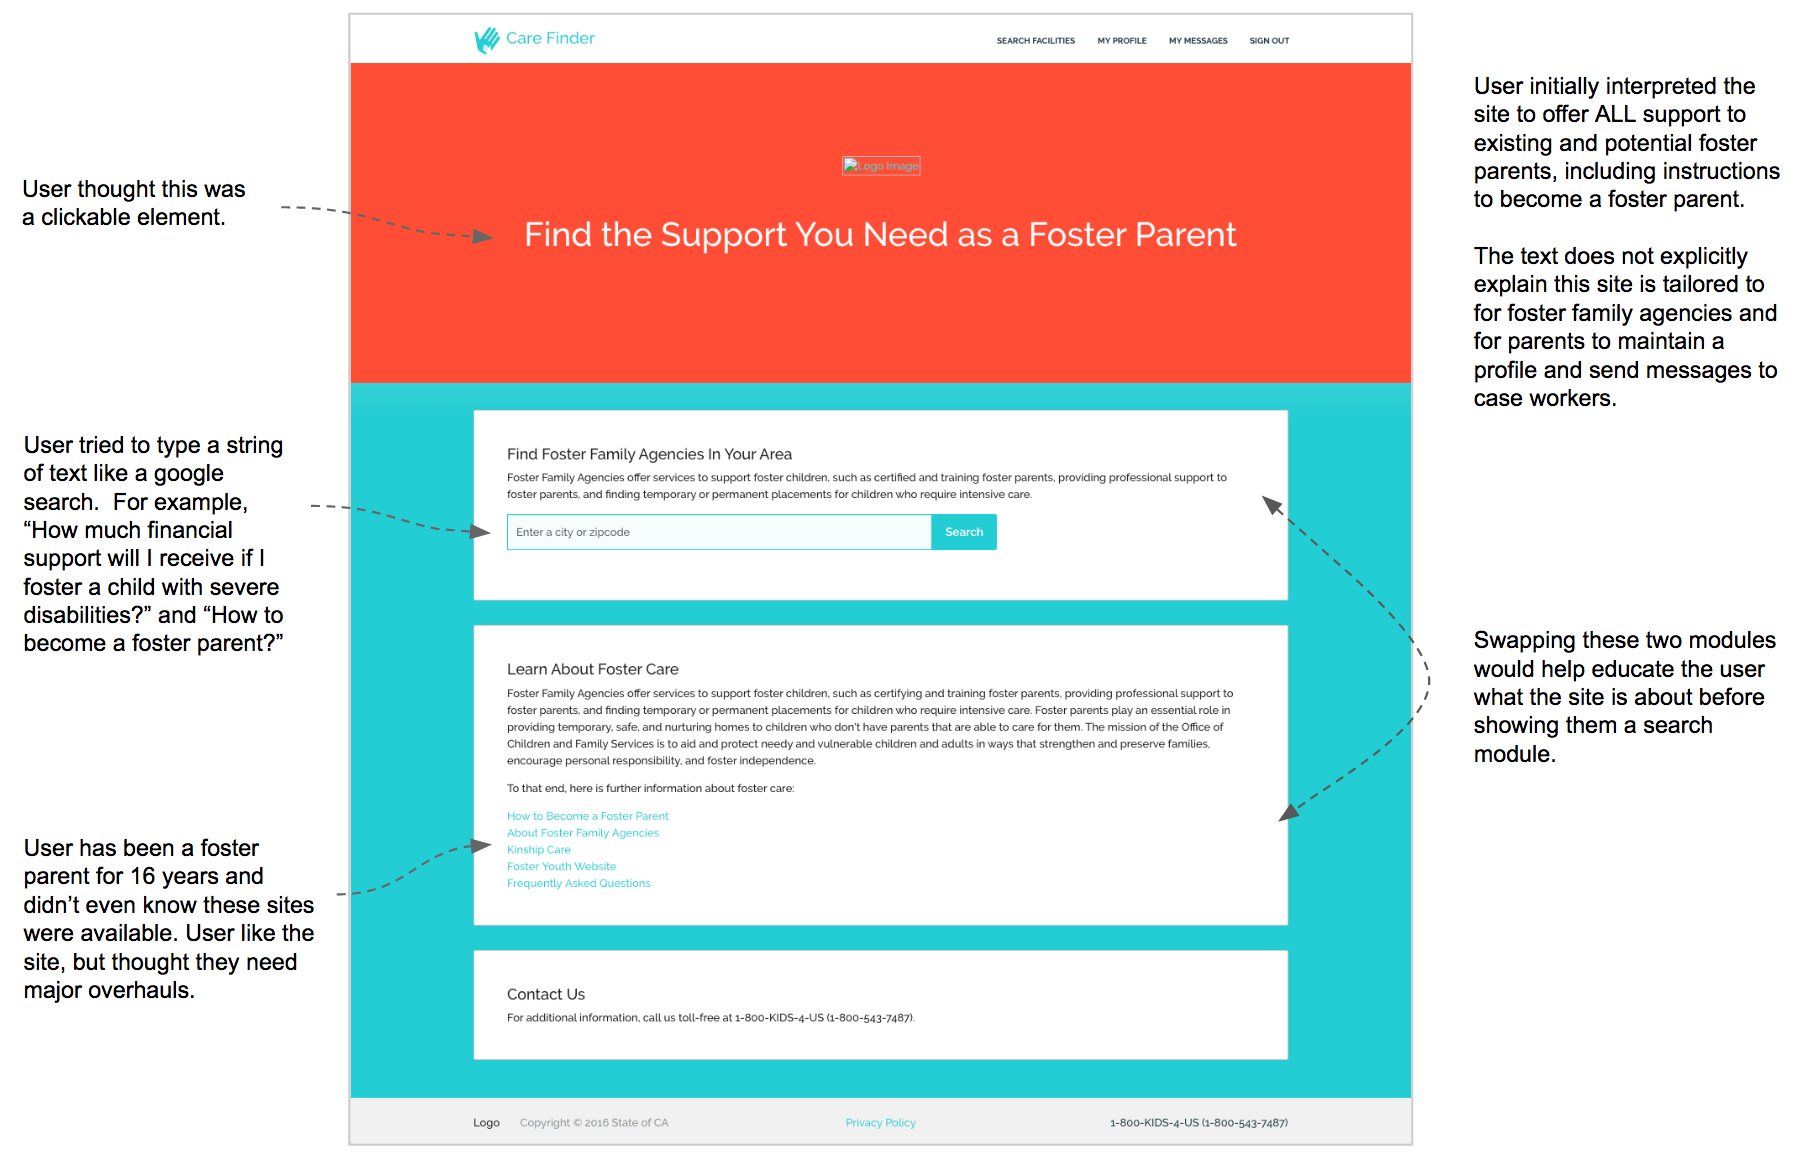 Care Finder
SEARCH FACILITIES
MY PROFILE
MY MESSAGES
SIGN OUT
Logo Image
Find the Support You Need as a Foster Parent
User thought this was
a clickable element.
User initially interpreted the
site to offer ALL support to
existing and potential foster
parents, including instructions
to become a foster parent.
The text does not explicitly
explain this site is tailored to
for foster family agencies and
for parents to maintain a
profile and send messages to
case workers.
Find Foster Family Agencies In Your Area
Foster Family Agencies offer services to support foster children, such as certified and training foster parents, providing professional support to
foster parents, and finding temporary or permanent placements for children who require intensive care.
Enter a city or zipcode
Search
User tried to type a string
of text like a google
search.  For example,
“How much financial
support will I receive if I
foster a child with severe
disabilities?” and “How to
become a foster parent?”
Learn About Foster Care
Foster Family Agencies offer services to support foster children, such as certifying and training foster parents, providing professional support to
foster parents, and finding temporary or permanent placements for children who require intensive care. Foster parents play an essential role in
providing temporary, safe, and nurturing homes to children who don't have parents that are able to care for them. The mission of the Office of
Children and Family Services is to aid and protect needy and vulnerable children and adults in ways that strengthen and preserve families,
encourage personal responsibility, and foster independence.
To that end, here is further information about foster care:
How to Become a Foster Parent
About Foster Family Agencies
Kinship Care
Foster Youth Website
Frequently Asked Questions
Swapping these two modules
would help educate the user
what the site is about before
showing them a search
module.
User has been a foster
parent for 16 years and
didn’t even know these sites
were available. User like the
site, but thought they need
major overhauls.
Contact Us
For additional information, call us toll-free at 1-800-KIDS-4-US (1-800-543-7487).
Logo
Copyright © 2016 State of CA
Privacy Policy
1-800-KIDS-4-US (1-800-543-7487)